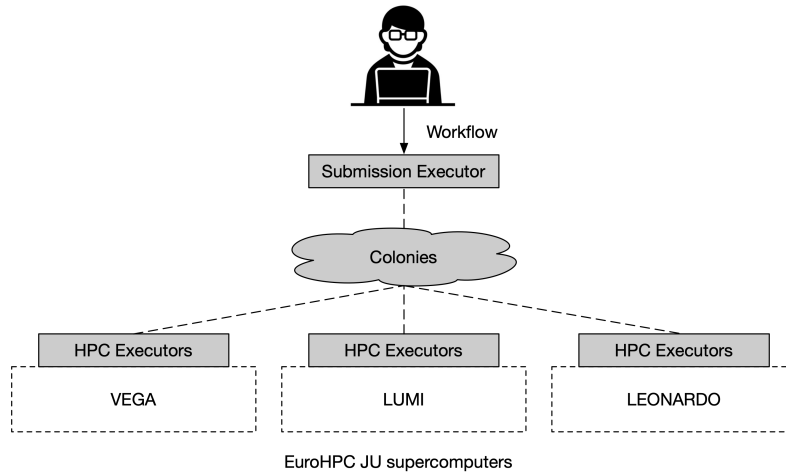 Workflow
Submission Executor
Colonies
HPC Executors
HPC Executors
HPC Executors
VEGA
LUMI
LEONARDO
EuroHPC JU supercomputers